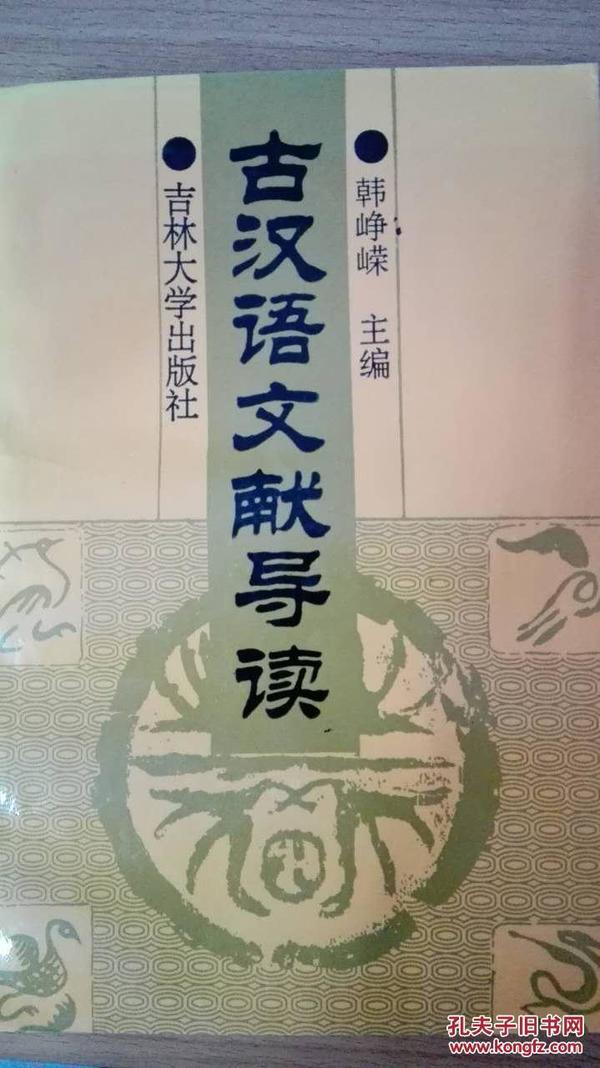 韩峥嵘 主编
古汉语文献导读
吉林大学出版社
孔夫子旧书网
www.kongfz.com